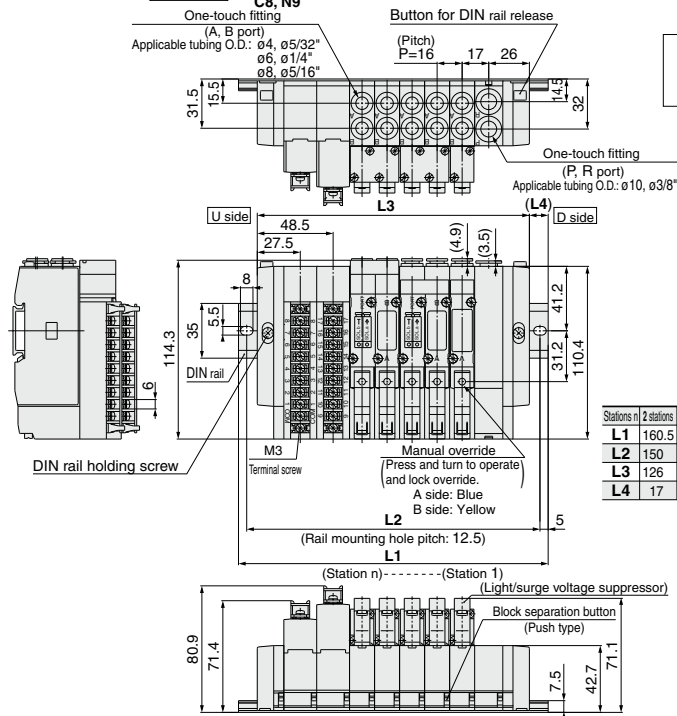 C8, N9
One-touch fitting
(A, B port)
Applicable tubing O.D.: ø4, ø5/32"
ø6, ø1/4"
ø8, ø5/16"
Button for DIN rail release
(Pitch)
P=16
17
26
31.5
15.5
14.5
32
One-touch fitting
(P, R port)
Applicable tubing O.D.: ø10, ø3/8"
L3
(L4)
U side
D side
48.5
27.5
(4.9)
(3.5)
8
5.5
35
114.3
41.2
31.2
110.4
DIN rail
6
DIN rail holding screw
M3
Terminal screw
Manual override
(Press and turn to operate
and lock override.)
A side: Blue
B side: Yellow
L2
5
(Rail mounting hole pitch: 12.5)
L1
(Station n)--------(Station 1)
Stations n 2 stations
L1 160.5
L2 150
L3 126
L4 17
(Light/surge voltage suppressor)
Block separation button
(Push type)
80.9
71.4
7.5
42.7
71.1